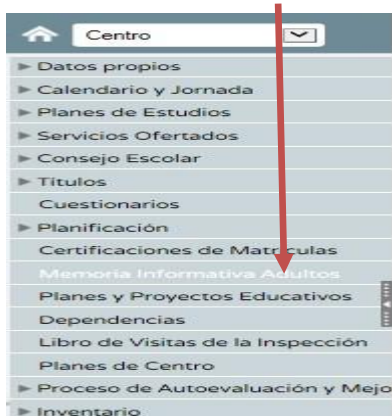 Centro
Datos propios
Calendario y Jornada
Planes de Estudios
Servicios Ofertados
Consejo Escolar
Títulos
Cuestionarios
Planificación
Certificaciones de Matrículas
Memoria Informativa Adultos
Planes y Proyectos Educativos
Dependencias
Libro de Visitas de la Inspección
Planes de Centro
Proceso de Autoevaluación y Mejo
Inventario